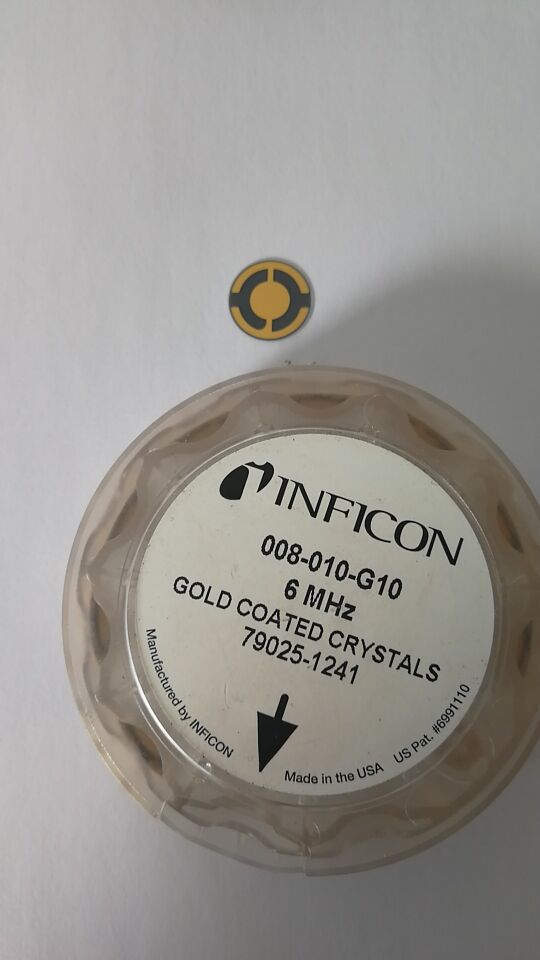 INFICON
008-010-G10
6 MHz
GOLD COATED CRYSTALS
79025-1241
Manufactured by INFICON
Made in the USA
US Pat. #6991110